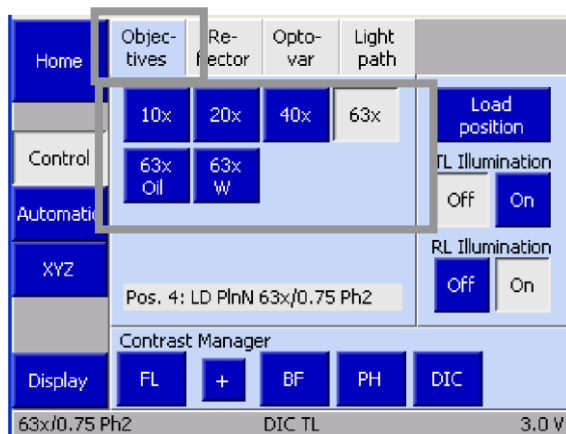 Home
Objec-
tives
Re-
flector
Opto-
var
Light
path
10x
20x
40x
63x
Load
position
Control
63x
Oil
63x
W
TL Illumination
Off
On
Automatic
XYZ
RL Illumination
Off
On
Pos. 4: LD PlnN 63x/0.75 Ph2
Contrast Manager
Display
FL
+
BF
PH
DIC
63x/0.75 Ph2
DIC TL
3.0 V